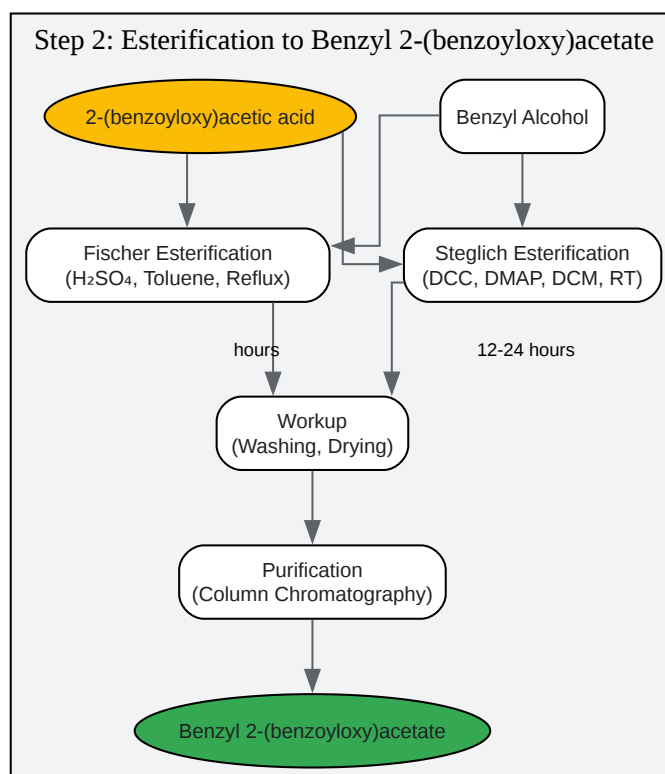 Step 2: Esterification to Benzyl 2-(benzoyloxy)acetate
2-(benzoyloxy)acetic acid
Benzyl Alcohol
Fischer Esterification
(H₂SO₄, Toluene, Reflux)
Steglich Esterification
(DCC, DMAP, DCM, RT)
hours
12-24 hours
Workup
(Washing, Drying)
Purification
(Column Chromatography)
Benzyl 2-(benzoyloxy)acetate